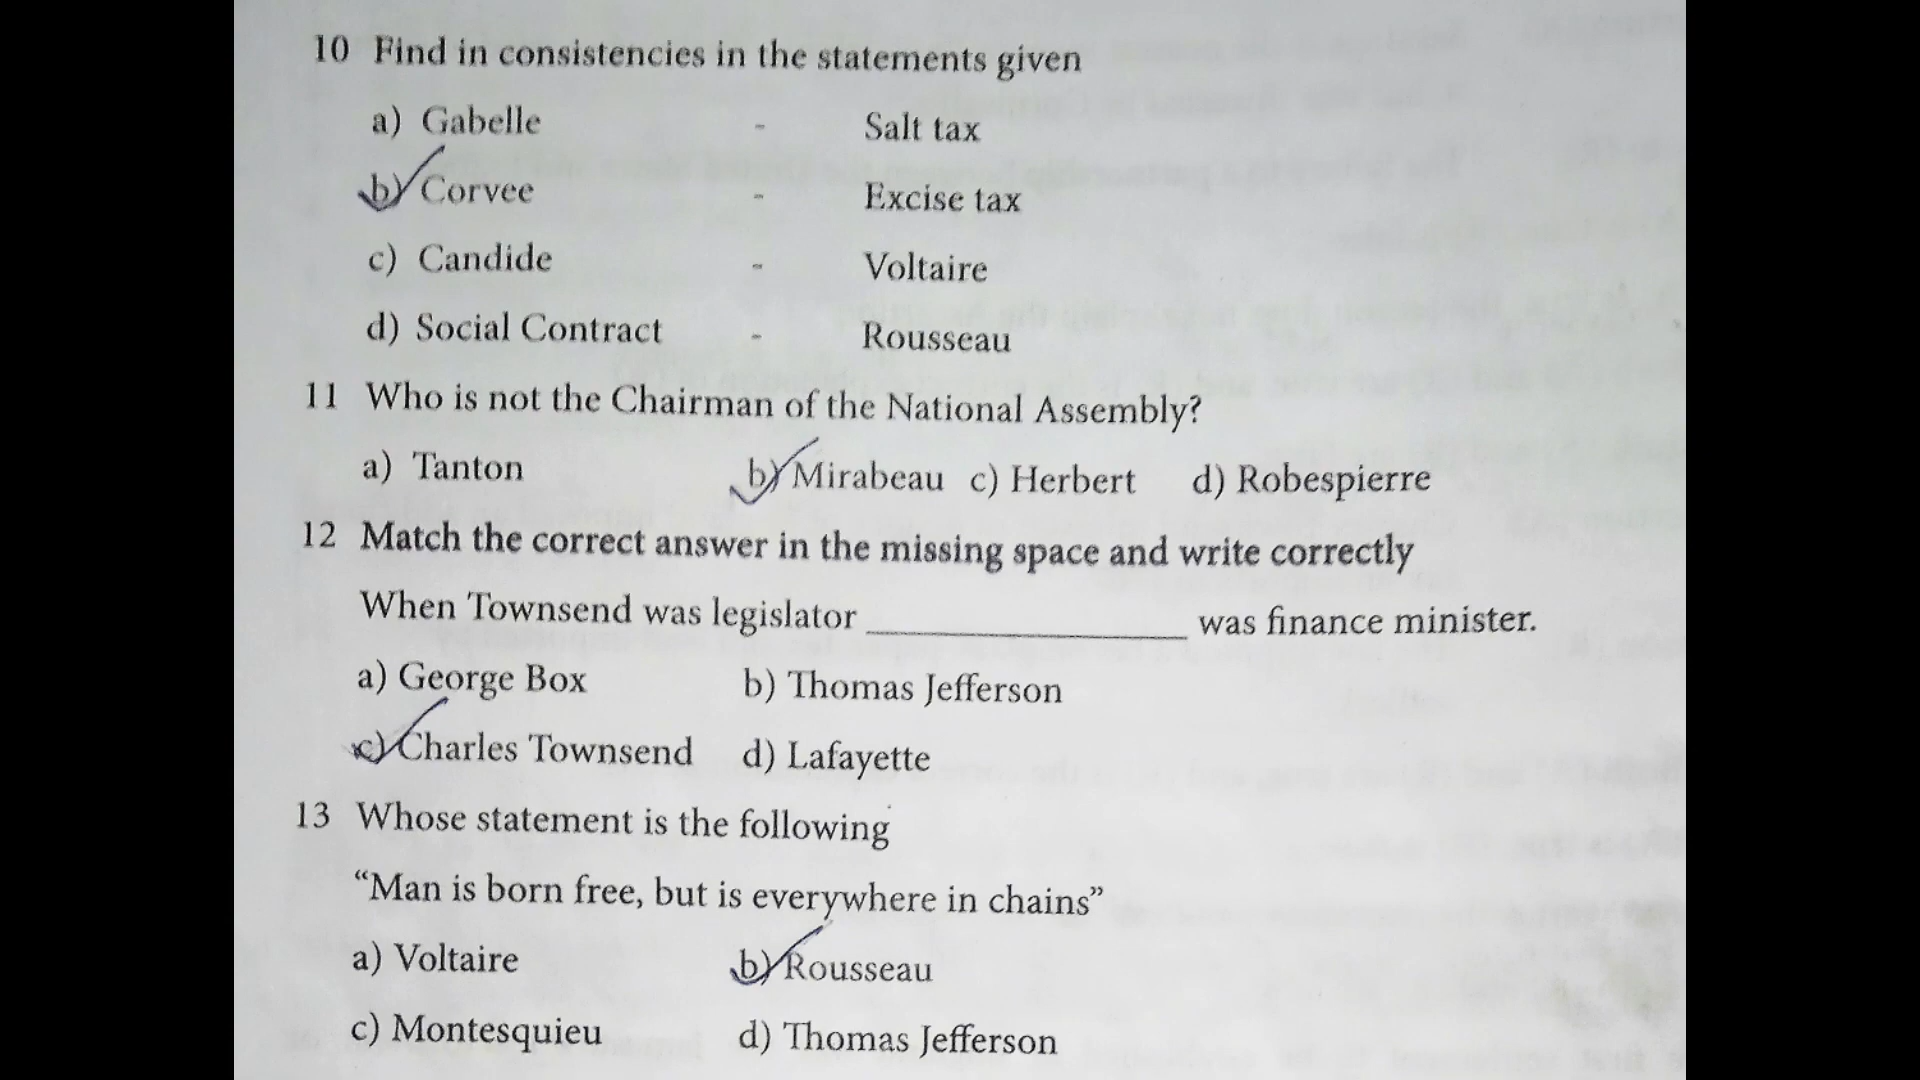 10 Find in consistencies in the statements given
a) Gabelle - Salt tax
b) Corvee - Excise tax
c) Candide - Voltaire
d) Social Contract - Rousseau
11 Who is not the Chairman of the National Assembly?
a) Tanton b) Mirabeau c) Herbert d) Robespierre
12 Match the correct answer in the missing space and write correctly
When Townsend was legislator ____________ was finance minister.
a) George Box b) Thomas Jefferson
c) Charles Townsend d) Lafayette
13 Whose statement is the following
“Man is born free, but is everywhere in chains”
a) Voltaire b) Rousseau
c) Montesquieu d) Thomas Jefferson